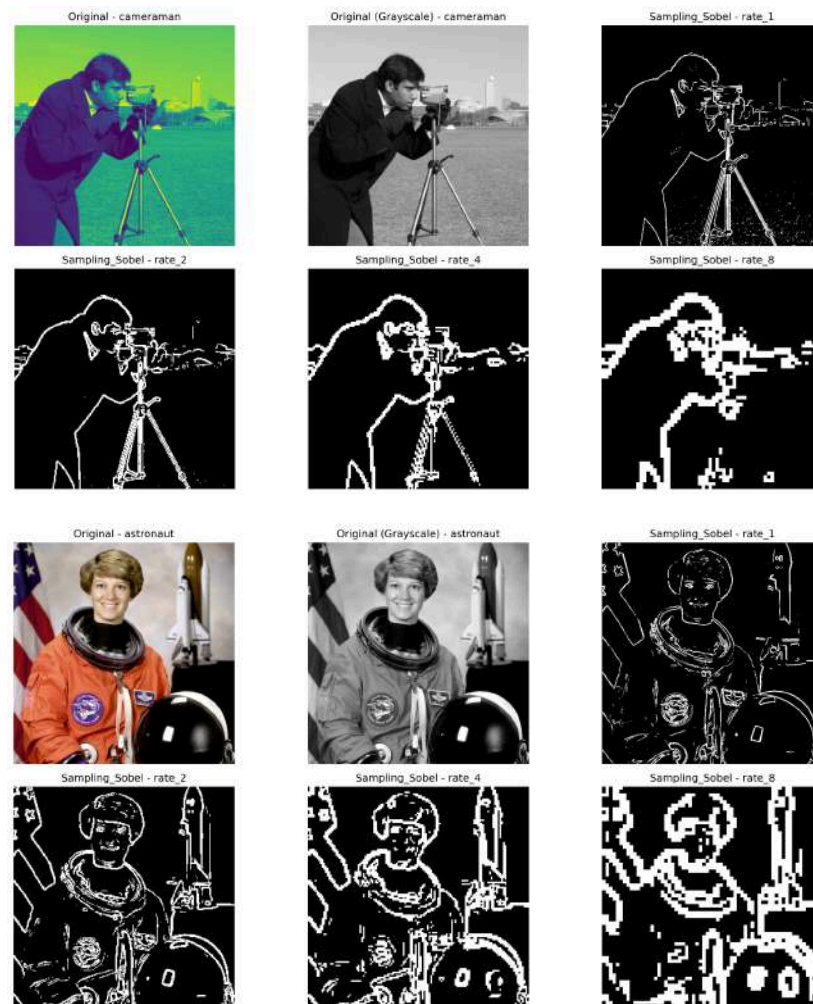 Original - cameraman
Original (Grayscale) - cameraman
Sampling_Sobel - rate_1
Sampling_Sobel - rate_2
Sampling_Sobel - rate_4
Sampling_Sobel - rate_8
Original - astronaut
Original (Grayscale) - astronaut
Sampling_Sobel - rate_1
Sampling_Sobel - rate_2
Sampling_Sobel - rate_4
Sampling_Sobel - rate_8